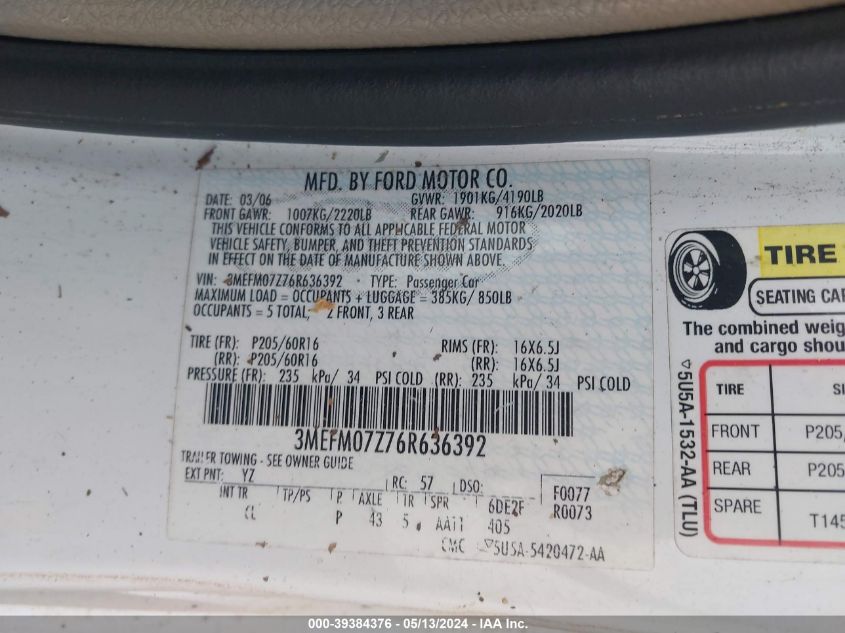 MFD. BY FORD MOTOR CO.
DATE: 03/06 GVWR: 1901KG/4190LB
FRONT GAWR: 1007KG/2220LB REAR GAWR: 916KG/2020LB
THIS VEHICLE CONFORMS TO ALL APPLICABLE FEDERAL MOTOR
VEHICLE SAFETY, BUMPER, AND THEFT PREVENTION STANDARDS
IN EFFECT ON THE DATE OF MANUFACTURE SHOWN ABOVE.
VIN: 3MEFM07Z76R636392 TYPE: Passenger Car
MAXIMUM LOAD = OCCUPANTS + LUGGAGE = 385KG/ 850LB
OCCUPANTS = 5 TOTAL, 2 FRONT, 3 REAR
TIRE (FR): P205/60R16 RIMS (FR): 16X6.5J
(RR): P205/60R16 (RR): 16X6.5J
PRESSURE (FR): 235 kPa/ 34 PSI COLD (RR): 235 kPa/ 34 PSI COLD
3MEFM07Z76R636392
TRAILER TOWING - SEE OWNER GUIDE
EXT PNT: YZ RC: 57 DSO: F0077
INT TR TP/PS R AXLE TR SPR 6DE2F R0073
CL P 43 5 AA11 405
CMC ▽5U5A-5420472-AA
TIRE
SEATING CA
The combined weig
and cargo shou
TIRE SI
FRONT P205
REAR P205
SPARE T145
▽5U5A-1532-AA (TLU)
000-39384376 - 05/13/2024 - IAA Inc.